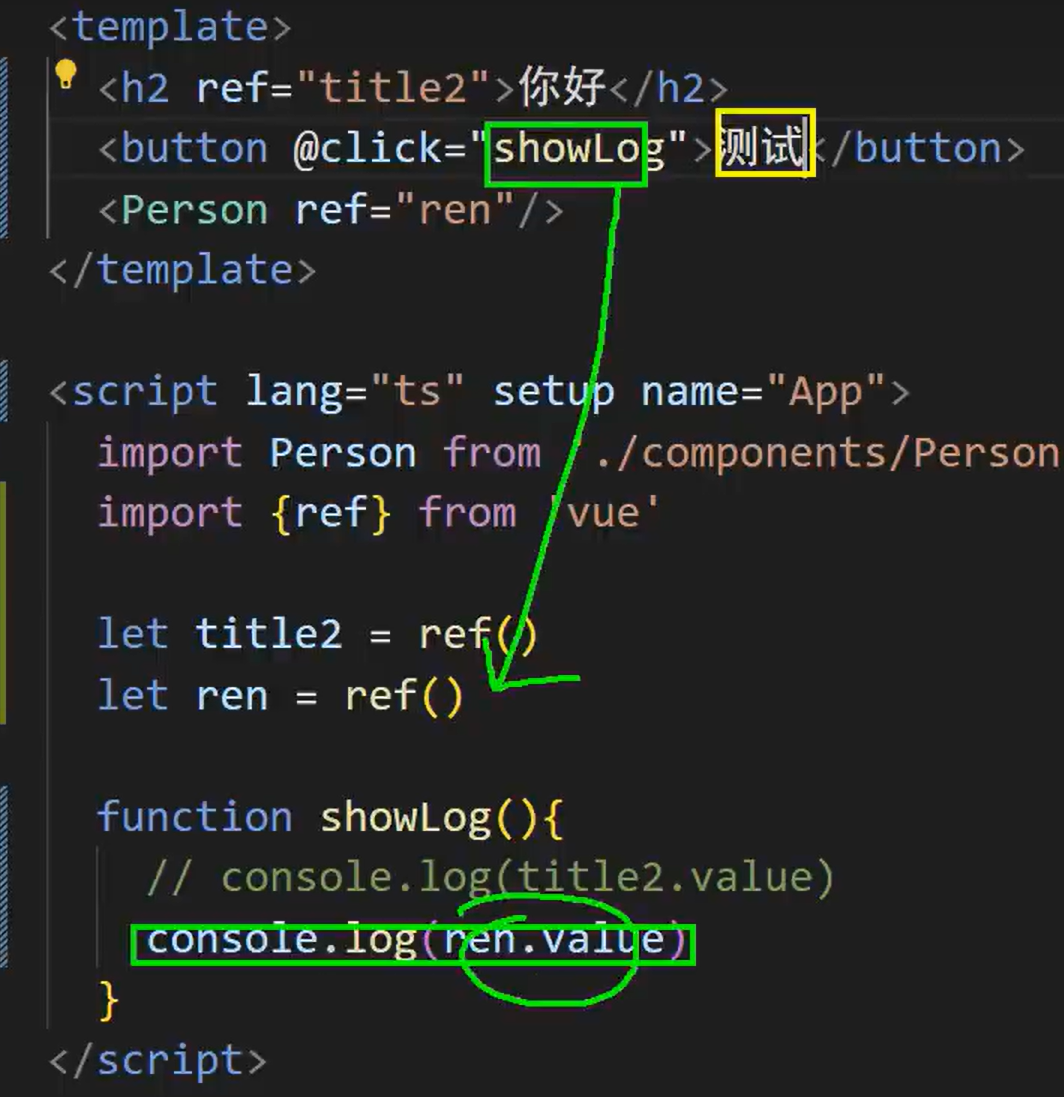 <template>
<h2 ref="title2">你好</h2>
<button @click="showLog">测试</button>
<Person ref="ren"/>
</template>
<script lang="ts" setup name="App">
import Person from './components/Person
import {ref} from 'vue'
let title2 = ref()
let ren = ref()
function showLog(){
// console.log(title2.value)
console.log(ren.value)
}
</script>